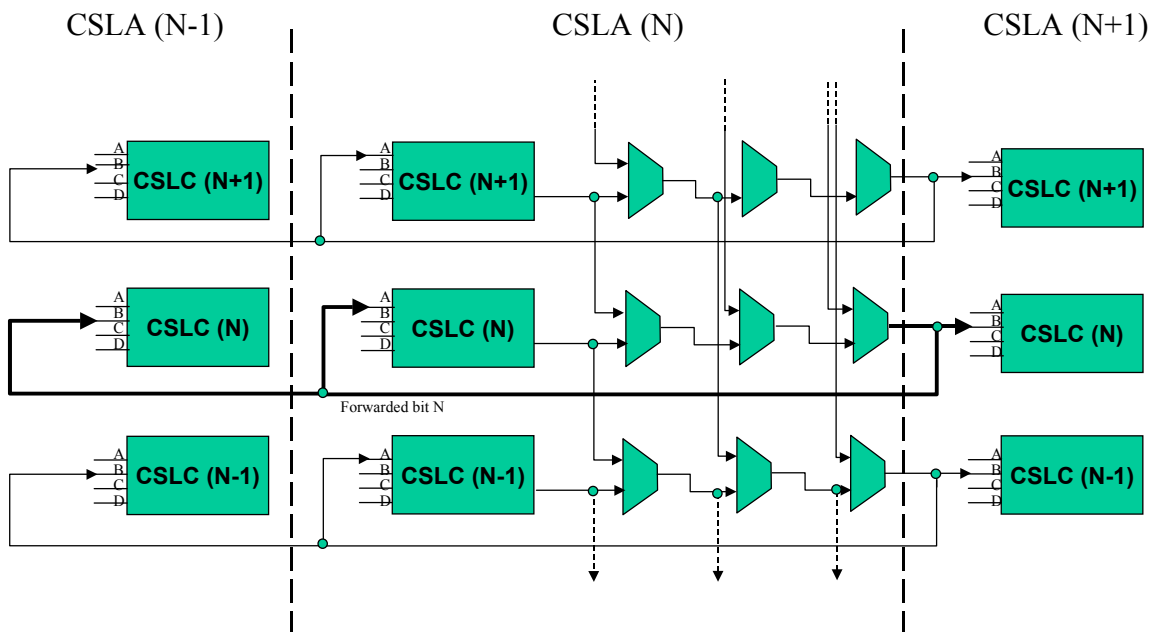 CSLA (N-1)
CSLA (N)
CSLA (N+1)
A
B
C
D
CSLC (N+1)
A
B
C
D
CSLC (N+1)
A
B
C
D
CSLC (N+1)
A
B
C
D
CSLC (N)
A
B
C
D
CSLC (N)
A
B
C
D
CSLC (N)
Forwarded bit N
A
B
C
D
CSLC (N-1)
A
B
C
D
CSLC (N-1)
A
B
C
D
CSLC (N-1)